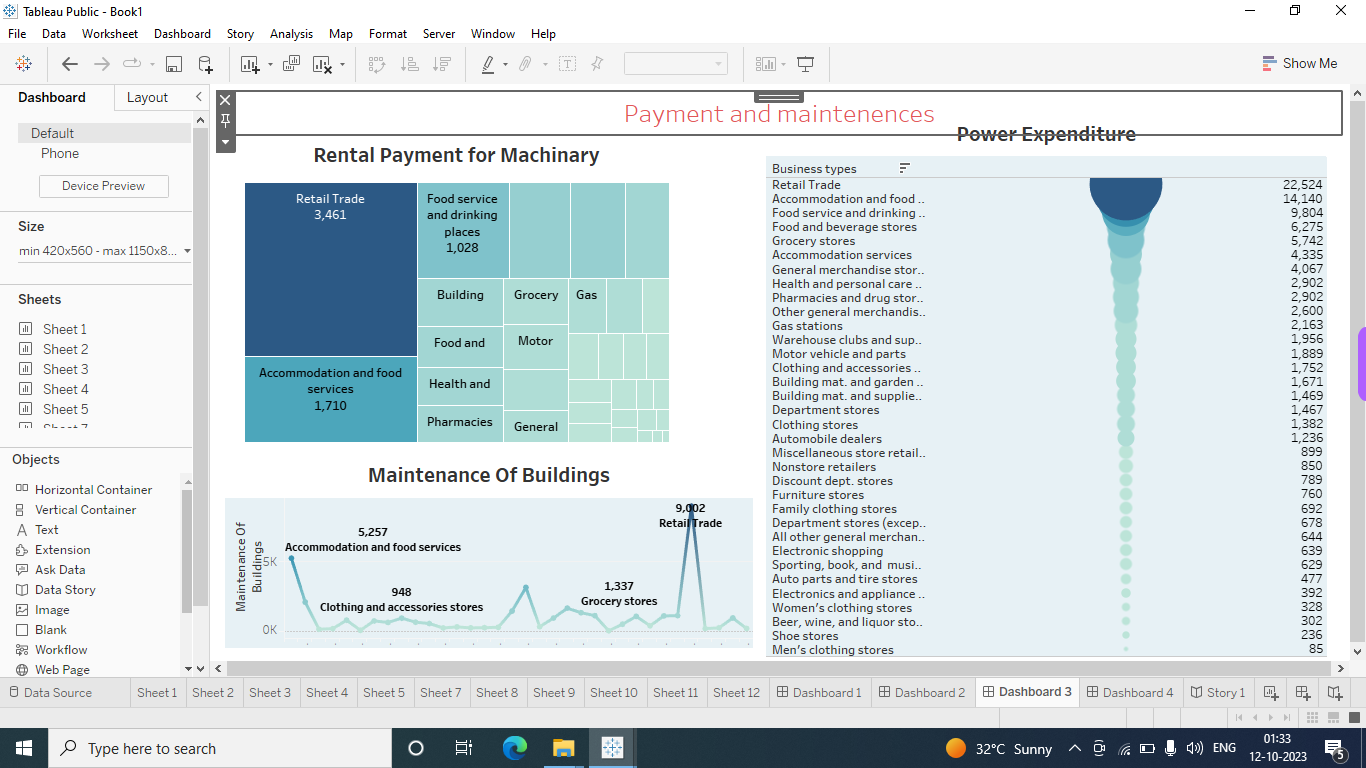 Tableau Public - Book1
File Data Worksheet Dashboard Story Analysis Map Format Server Window Help
Show Me
Dashboard Layout
Default
Phone
Device Preview
Size
min 420x560 - max 1150x8...
Sheets
Sheet 1
Sheet 2
Sheet 3
Sheet 4
Sheet 5
Objects
Horizontal Container
Vertical Container
Text
Extension
Ask Data
Data Story
Image
Blank
Workflow
Web Page
Payment and maintenences
Rental Payment for Machinary
Retail Trade
3,461
Food service
and drinking
places
1,028
Building
Grocery
Gas
Food and
Motor
Accommodation and food
services
1,710
Health and
Pharmacies
General
Maintenance Of Buildings
Maintenance Of
Buildings
5K
0K
5,257
Accommodation and food services
948
Clothing and accessories stores
1,337
Grocery stores
9,002
Retail Trade
Power Expenditure
Business types
Retail Trade 22,524
Accommodation and food .. 14,140
Food service and drinking .. 9,804
Food and beverage stores 6,275
Grocery stores 5,742
Accommodation services 4,335
General merchandise stor.. 4,067
Health and personal care .. 2,902
Pharmacies and drug stor.. 2,902
Other general merchandis.. 2,600
Gas stations 2,163
Warehouse clubs and sup.. 1,956
Motor vehicle and parts 1,889
Clothing and accessories .. 1,752
Building mat. and garden .. 1,671
Building mat. and supplie.. 1,469
Department stores 1,467
Clothing stores 1,382
Automobile dealers 1,236
Miscellaneous store retail.. 899
Nonstore retailers 850
Discount dept. stores 789
Furniture stores 760
Family clothing stores 692
Department stores (excep.. 678
All other general merchan.. 644
Electronic shopping 639
Sporting, book, and musi.. 629
Auto parts and tire stores 477
Electronics and appliance .. 392
Women's clothing stores 328
Beer, wine, and liquor sto.. 302
Shoe stores 236
Men's clothing stores 85
Data Source Sheet 1 Sheet 2 Sheet 3 Sheet 4 Sheet 5 Sheet 7 Sheet 8 Sheet 9 Sheet 10 Sheet 11 Sheet 12 Dashboard 1 Dashboard 2 Dashboard 3 Dashboard 4 Story 1
Type here to search
32°C Sunny
ENG
01:33
12-10-2023
5